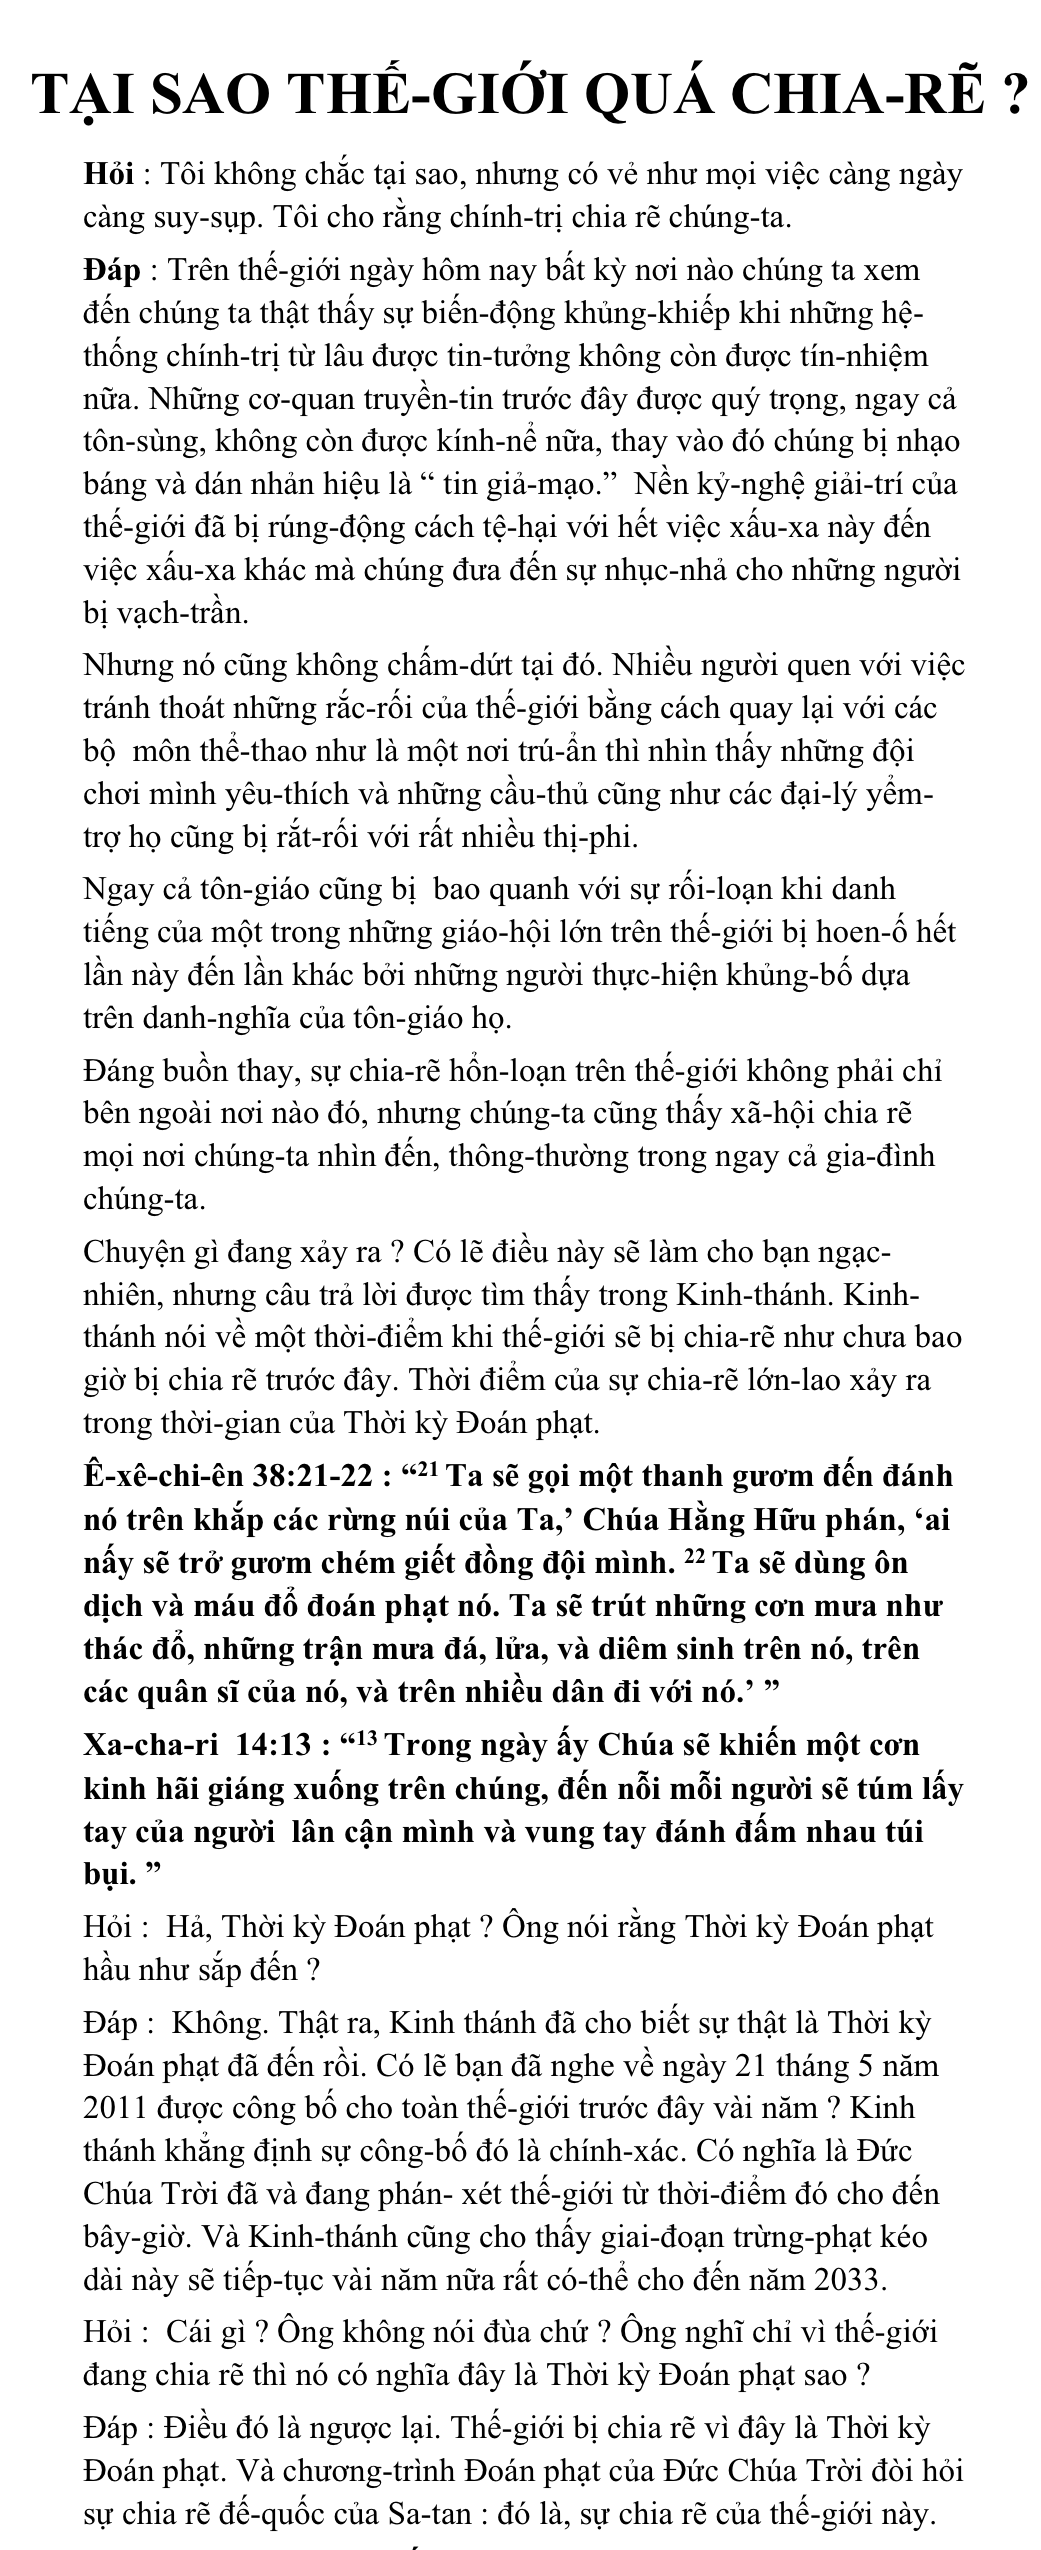 TẠI SAO THẾ-GIỚI QUÁ CHIA-RẼ ?
Hỏi : Tôi không chắc tại sao, nhưng có vẻ như mọi việc càng ngày
càng suy-sụp. Tôi cho rằng chính-trị chia rẽ chúng-ta.
Đáp : Trên thế-giới ngày hôm nay bất kỳ nơi nào chúng ta xem
đến chúng ta thật thấy sự biến-động khủng-khiếp khi những hệ-
thống chính-trị từ lâu được tin-tưởng không còn được tín-nhiệm
nữa. Những cơ-quan truyền-tin trước đây được quý trọng, ngay cả
tôn-sùng, không còn được kính-nể nữa, thay vào đó chúng bị nhạo
báng và dán nhản hiệu là “ tin giả-mạo.”  Nền kỷ-nghệ giải-trí của
thế-giới đã bị rúng-động cách tệ-hại với hết việc xấu-xa này đến
việc xấu-xa khác mà chúng đưa đến sự nhục-nhả cho những người
bị vạch-trần.
Nhưng nó cũng không chấm-dứt tại đó. Nhiều người quen với việc
tránh thoát những rắc-rối của thế-giới bằng cách quay lại với các
bộ  môn thể-thao như là một nơi trú-ẩn thì nhìn thấy những đội
chơi mình yêu-thích và những cầu-thủ cũng như các đại-lý yểm-
trợ họ cũng bị rắt-rối với rất nhiều thị-phi.
Ngay cả tôn-giáo cũng bị  bao quanh với sự rối-loạn khi danh
tiếng của một trong những giáo-hội lớn trên thế-giới bị hoen-ố hết
lần này đến lần khác bởi những người thực-hiện khủng-bố dựa
trên danh-nghĩa của tôn-giáo họ.
Đáng buồn thay, sự chia-rẽ hổn-loạn trên thế-giới không phải chỉ
bên ngoài nơi nào đó, nhưng chúng-ta cũng thấy xã-hội chia rẽ
mọi nơi chúng-ta nhìn đến, thông-thường trong ngay cả gia-đình
chúng-ta.
Chuyện gì đang xảy ra ? Có lẽ điều này sẽ làm cho bạn ngạc-
nhiên, nhưng câu trả lời được tìm thấy trong Kinh-thánh. Kinh-
thánh nói về một thời-điểm khi thế-giới sẽ bị chia-rẽ như chưa bao
giờ bị chia rẽ trước đây. Thời điểm của sự chia-rẽ lớn-lao xảy ra
trong thời-gian của Thời kỳ Đoán phạt.
Ê-xê-chi-ên 38:21-22 : “21 Ta sẽ gọi một thanh gươm đến đánh
nó trên khắp các rừng núi của Ta,’ Chúa Hằng Hữu phán, ‘ai
nấy sẽ trở gươm chém giết đồng đội mình. 22 Ta sẽ dùng ôn
dịch và máu đổ đoán phạt nó. Ta sẽ trút những cơn mưa như
thác đổ, những trận mưa đá, lửa, và diêm sinh trên nó, trên
các quân sĩ của nó, và trên nhiều dân đi với nó.’ ”
Xa-cha-ri  14:13 : “13 Trong ngày ấy Chúa sẽ khiến một cơn
kinh hãi giáng xuống trên chúng, đến nỗi mỗi người sẽ túm lấy
tay của người  lân cận mình và vung tay đánh đấm nhau túi
bụi. ”
Hỏi :  Hả, Thời kỳ Đoán phạt ? Ông nói rằng Thời kỳ Đoán phạt
hầu như sắp đến ?
Đáp :  Không. Thật ra, Kinh thánh đã cho biết sự thật là Thời kỳ
Đoán phạt đã đến rồi. Có lẽ bạn đã nghe về ngày 21 tháng 5 năm
2011 được công bố cho toàn thế-giới trước đây vài năm ? Kinh
thánh khẳng định sự công-bố đó là chính-xác. Có nghĩa là Đức
Chúa Trời đã và đang phán- xét thế-giới từ thời-điểm đó cho đến
bây-giờ. Và Kinh-thánh cũng cho thấy giai-đoạn trừng-phạt kéo
dài này sẽ tiếp-tục vài năm nữa rất có-thể cho đến năm 2033.
Hỏi :  Cái gì ? Ông không nói đùa chứ ? Ông nghĩ chỉ vì thế-giới
đang chia rẽ thì nó có nghĩa đây là Thời kỳ Đoán phạt sao ?
Đáp : Điều đó là ngược lại. Thế-giới bị chia rẽ vì đây là Thời kỳ
Đoán phạt. Và chương-trình Đoán phạt của Đức Chúa Trời đòi hỏi
sự chia rẽ đế-quốc của Sa-tan : đó là, sự chia rẽ của thế-giới này.